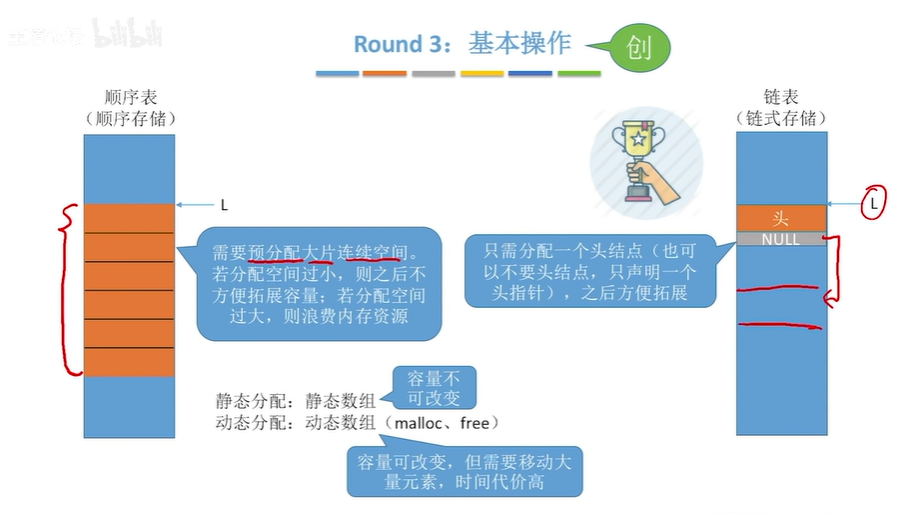 bilibili
Round 3：基本操作
创
顺序表
（顺序存储）
L
需要预分配大片连续空间。
若分配空间过小，则之后不
方便拓展容量；若分配空间
过大，则浪费内存资源
链表
（链式存储）
L
头
NULL
只需分配一个头结点（也可
以不要头结点，只声明一个
头指针），之后方便拓展
容量不
可改变
静态分配：静态数组
动态分配：动态数组（malloc、free）
容量可改变，但需要移动大
量元素，时间代价高